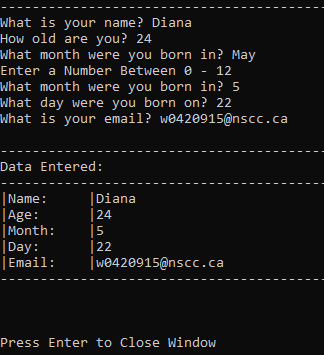 ----------------------------------------
What is your name? Diana
How old are you? 24
What month were you born in? May
Enter a Number Between 0 - 12
What month were you born in? 5
What day were you born on? 22
What is your email? w0420915@nscc.ca
----------------------------------------
Data Entered:
----------------------------------------
|Name:     |Diana
|Age:      |24
|Month:    |5
|Day:      |22
|Email:    |w0420915@nscc.ca
----------------------------------------
Press Enter to Close Window